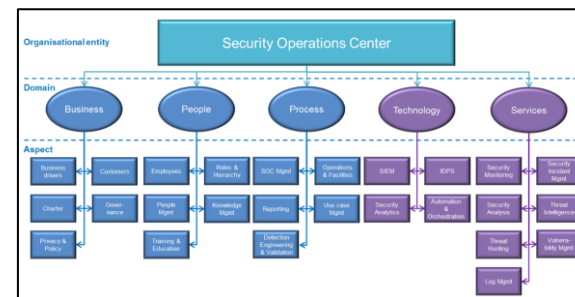 Organisational entity
Security Operations Center
Domain
Business
People
Process
Technology
Services
Aspect
Business
drivers
Customers
Employees
Roles &
Hierarchy
SOC Mgmt
Operations
& Facilities
SIEM
IDPS
Security
Monitoring
Security
Incident
Mgmt
Charter
Gover-
nance
People
Mgmt
Knowledge
Mgmt
Reporting
Use case
Mgmt
Security
Analytics
Automation
&
Orchestration
Security
Analysis
Threat
Intelligence
Privacy &
Policy
Training &
Education
Detection
Engineering
& Validation
Threat
Hunting
Vulnera-
bility Mgmt
Log Mgmt